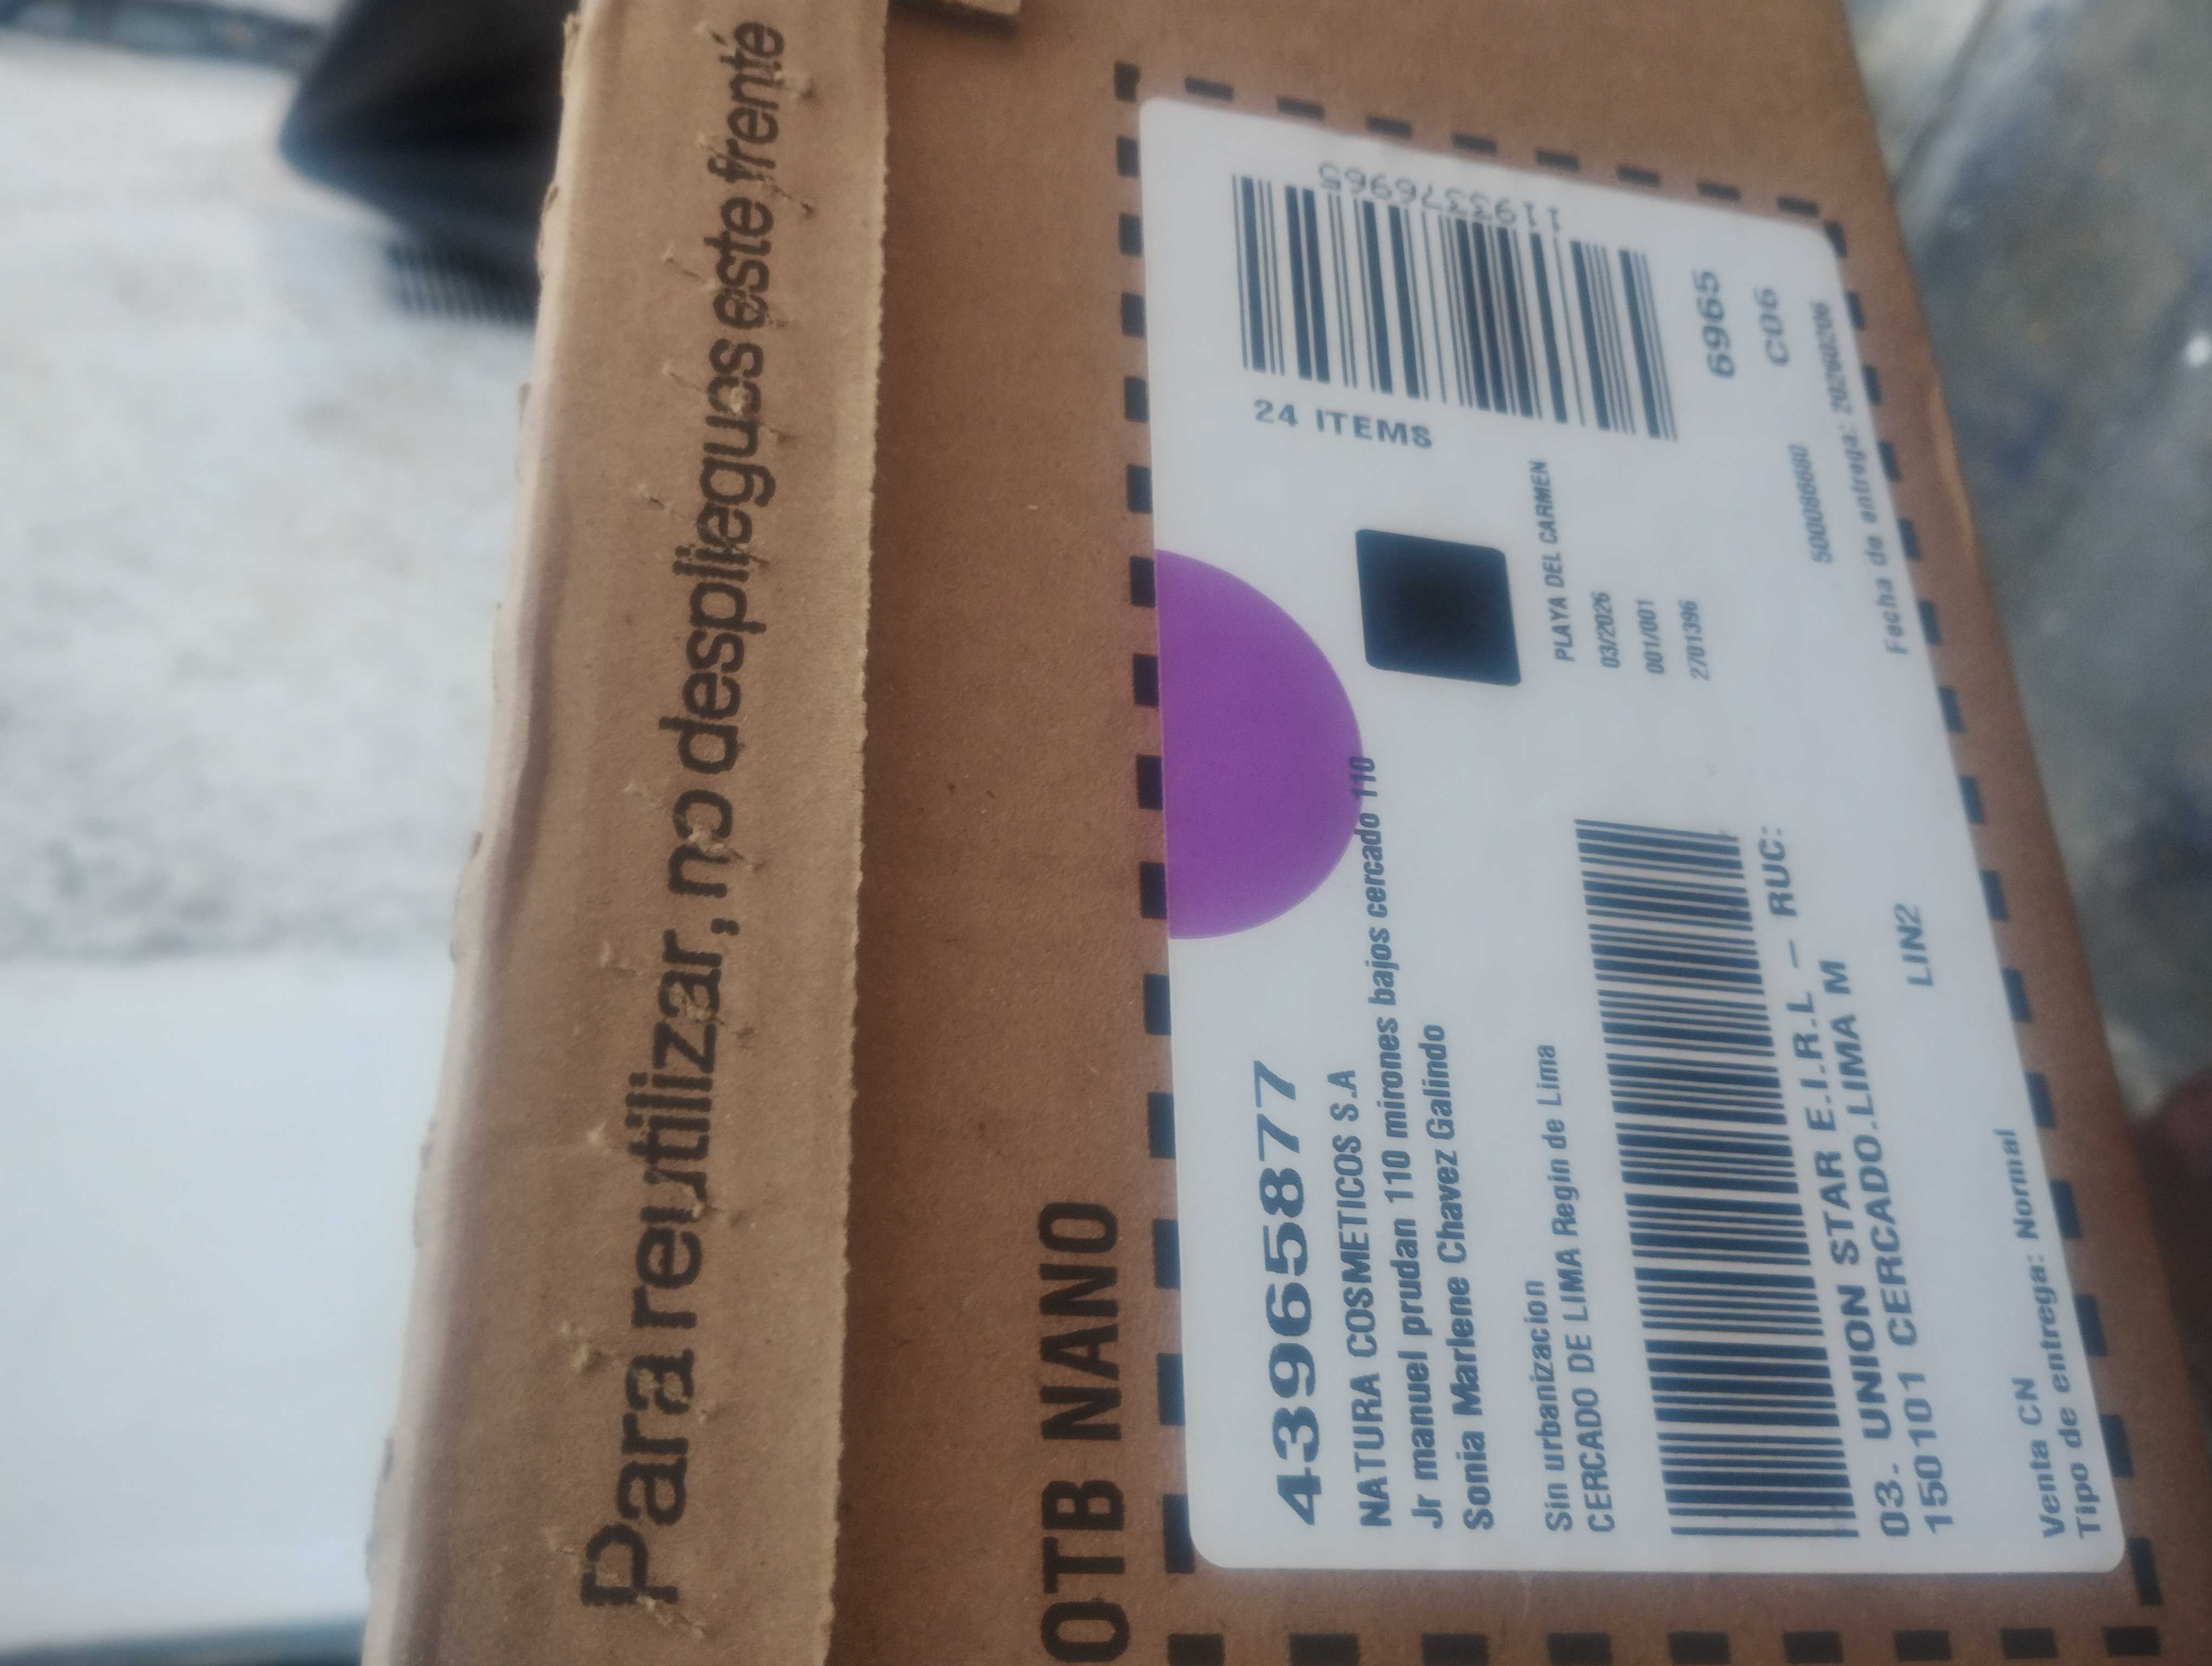 Para reutilizar, no despliegues este frente
OTB NANO
43965877
NATURA COSMETICOS S.A
Jr manuel prudan 110 mirones bajos cercado 110
Sonia Marlene Chavez Galindo
Sin urbanizacion
CERCADO DE LIMA Regin de Lima
03. UNION STAR E.I.R.L - RUC:
150101 CERCADO.LIMA M
LIN2
Venta CN
Tipo de entrega: Normal
24 ITEMS
1193376965
PLAYA DEL CARMEN
03/2026
001/001
2701396
6965
C06
500086680
Fecha de entrega: 20260206